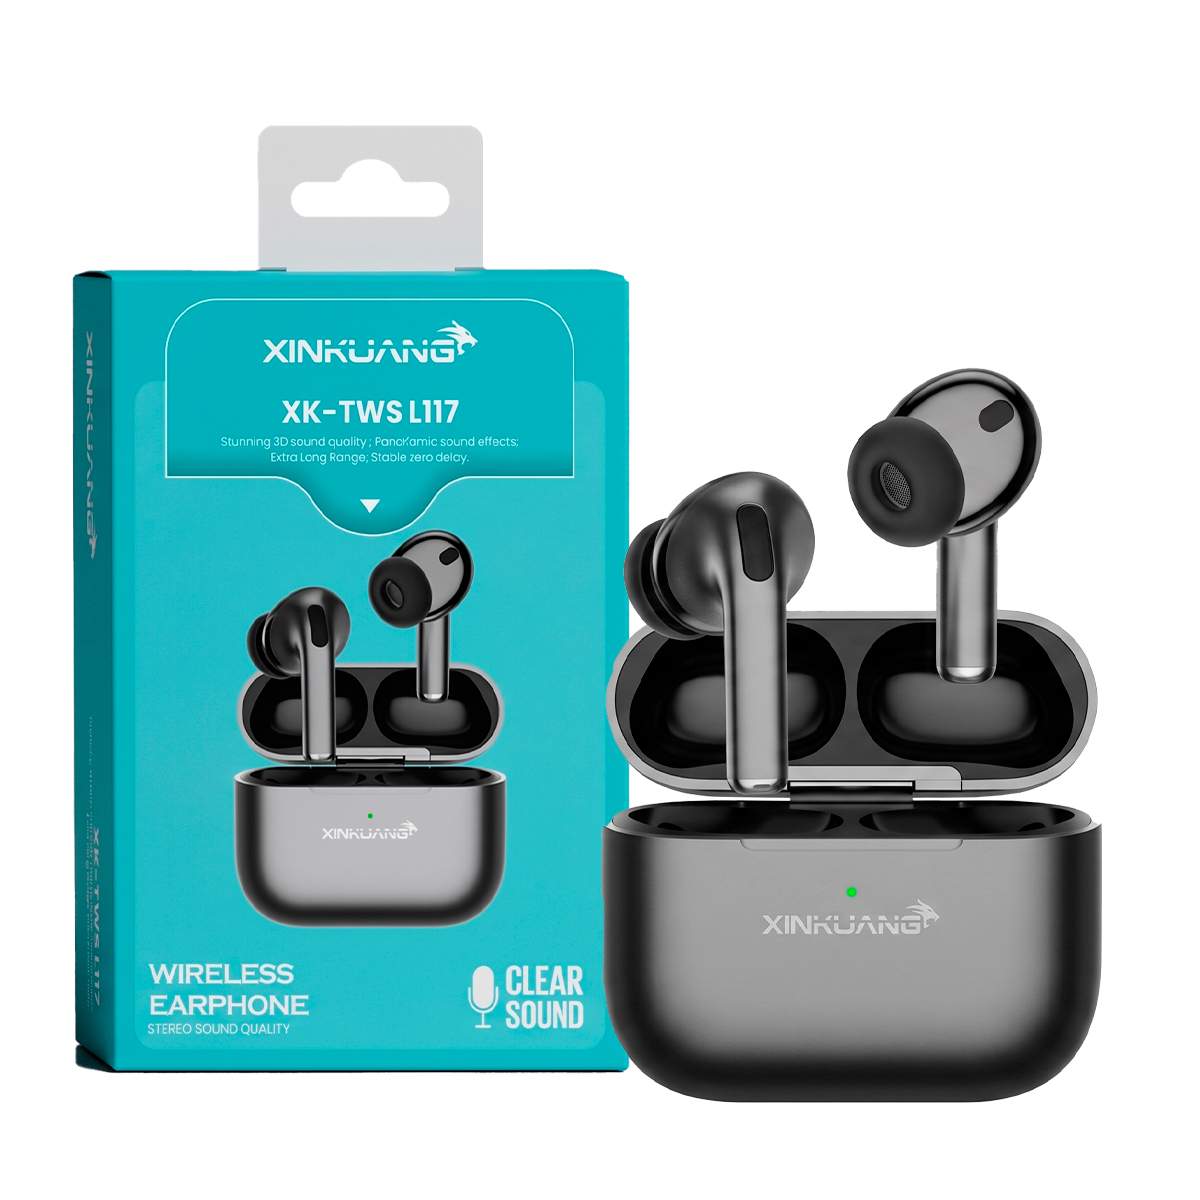 XINKUANG
XK-TWS L117
Stunning 3D sound quality ; PanoKamic sound effects;
Extra Long Range; Stable zero delay.
XINKUANG
WIRELESS
EARPHONE
STEREO SOUND QUALITY
CLEAR
SOUND
XINKUANG
XK-TWS L117
XINKUANG